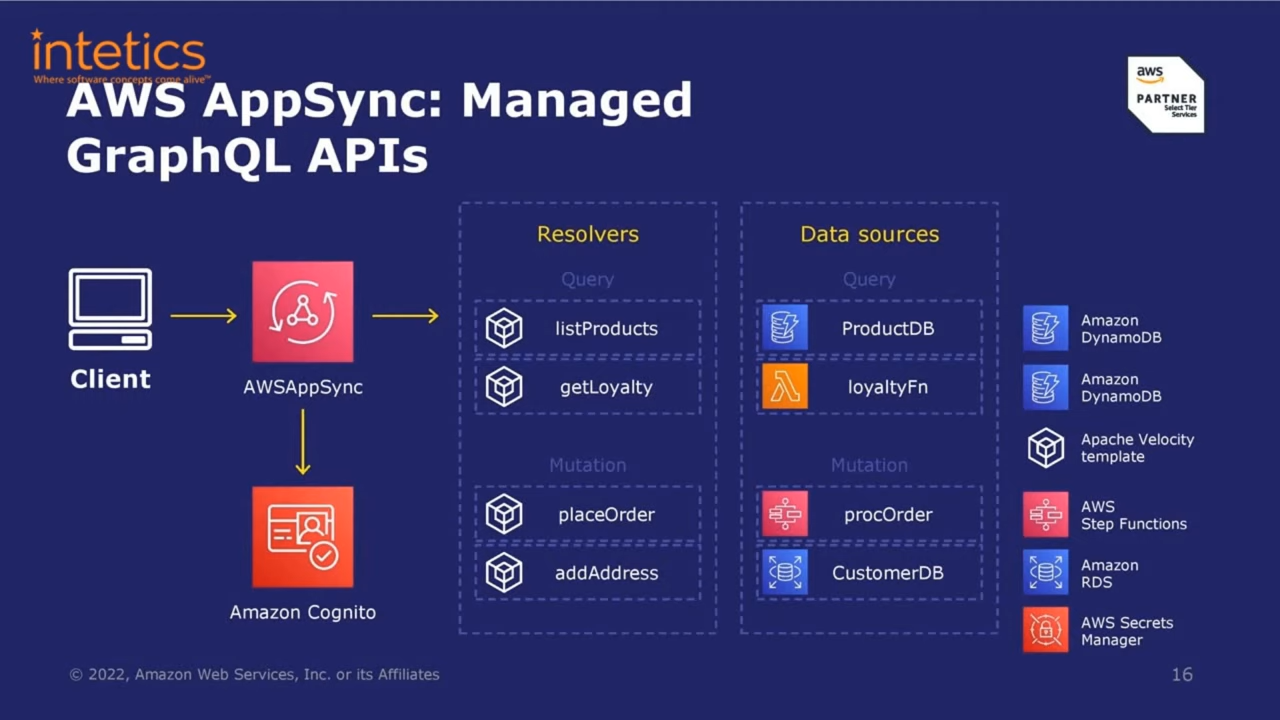 intetics
Where software concepts come alive™
AWS AppSync: Managed
GraphQL APIs
aws
PARTNER
Select Tier
Services
Client
AWSAppSync
Amazon Cognito
Resolvers
Query
listProducts
getLoyalty
Mutation
placeOrder
addAddress
Data sources
Query
ProductDB
loyaltyFn
Mutation
procOrder
CustomerDB
Amazon
DynamoDB
Amazon
DynamoDB
Apache Velocity
template
AWS
Step Functions
Amazon
RDS
AWS Secrets
Manager
© 2022, Amazon Web Services, Inc. or its Affiliates
16